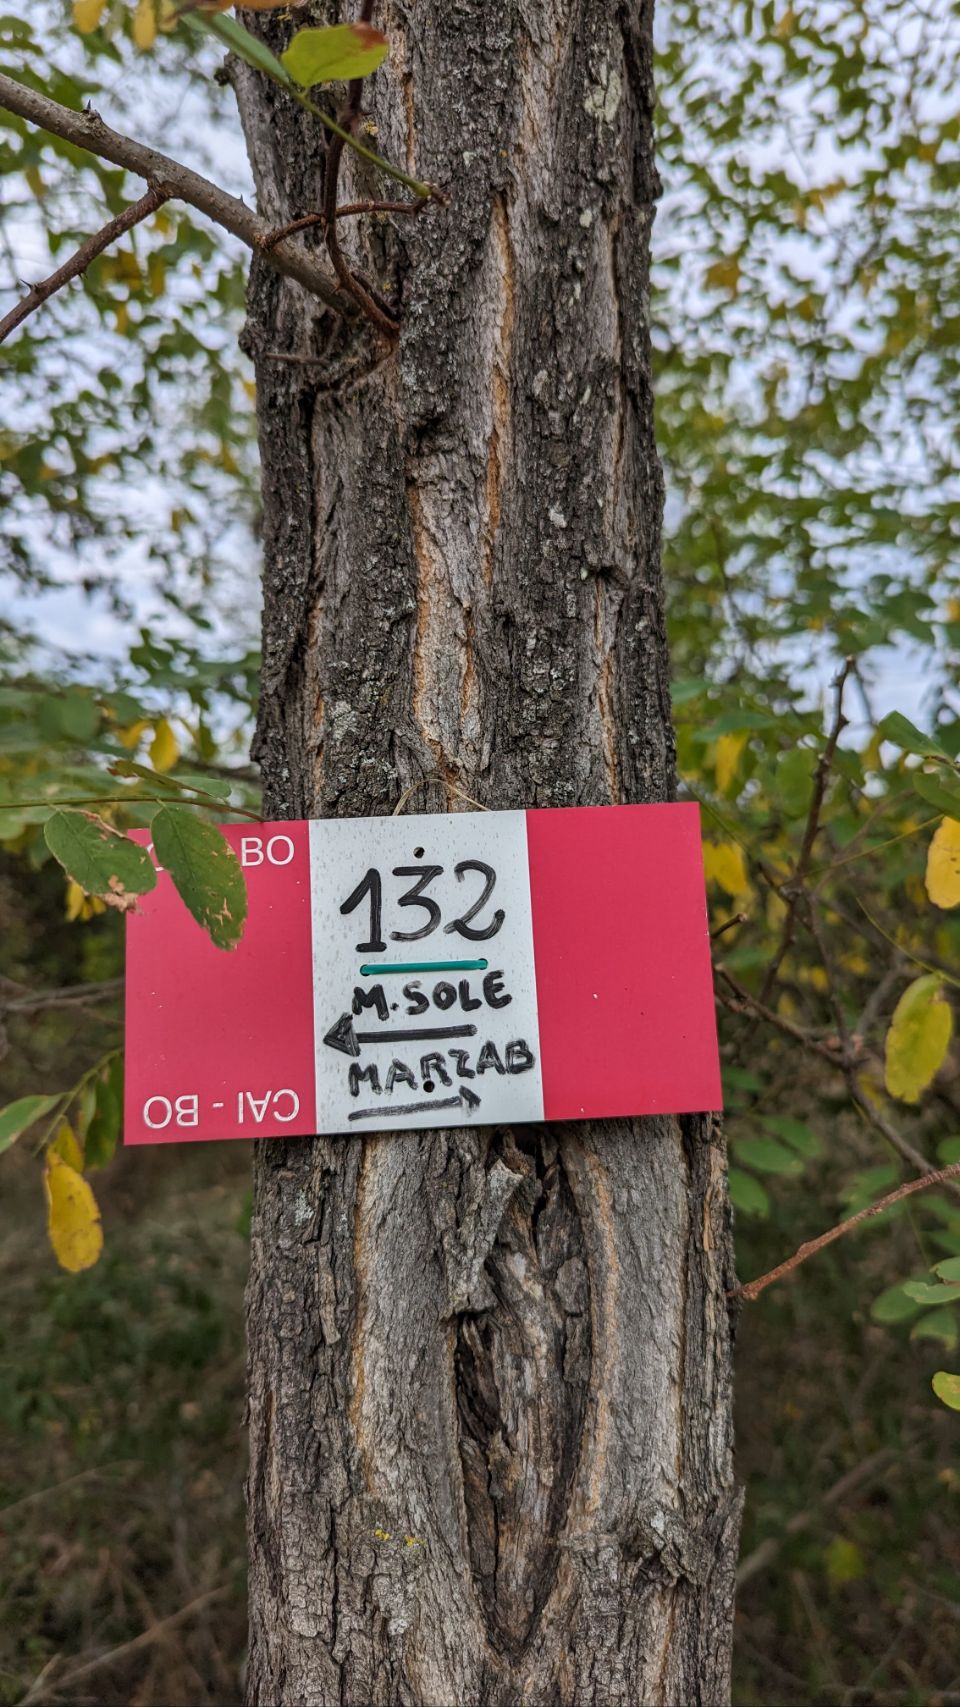 BO
132
M. SOLE
MARZAB
CAI - BO